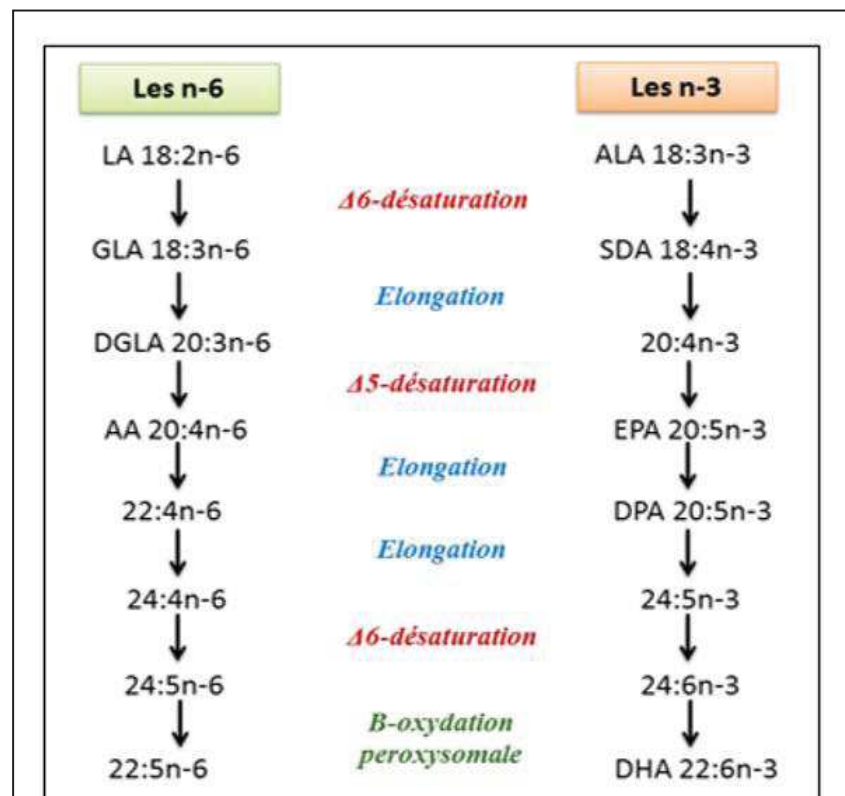 Les n-6
Les n-3
LA 18:2n-6
ALA 18:3n-3
Δ6-désaturation
GLA 18:3n-6
SDA 18:4n-3
Elongation
DGLA 20:3n-6
20:4n-3
Δ5-désaturation
AA 20:4n-6
EPA 20:5n-3
Elongation
22:4n-6
DPA 20:5n-3
Elongation
24:4n-6
24:5n-3
Δ6-désaturation
24:5n-6
24:6n-3
B-oxydation
peroxysomale
22:5n-6
DHA 22:6n-3